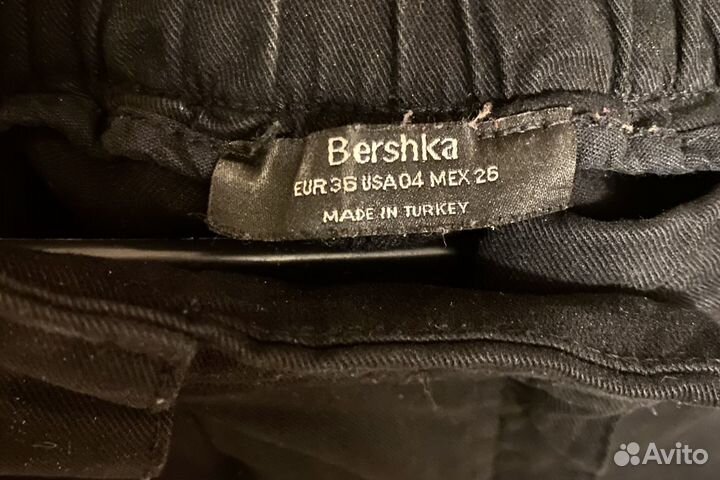 Bershka
EUR 36 USA 04 MEX 26
MADE IN TURKEY
Avito